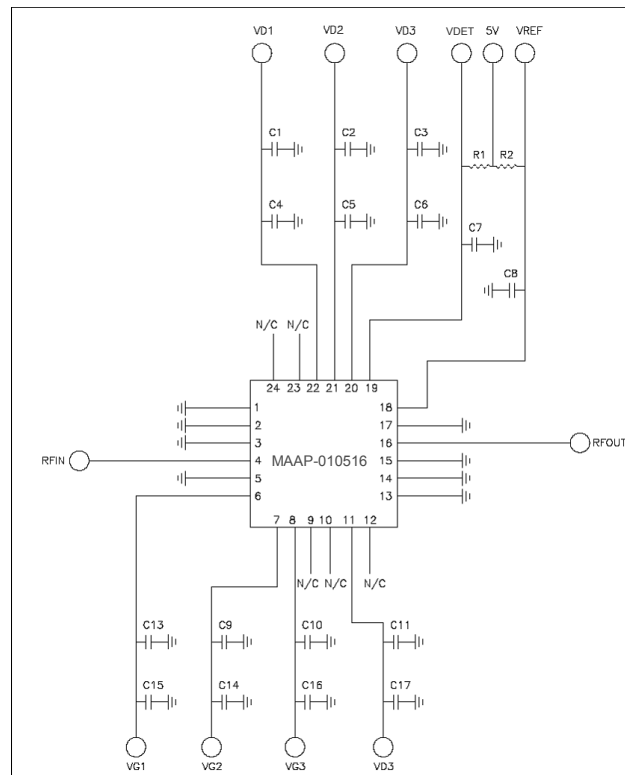 VD1 VD2 VD3 VDET 5V VREF
C1 C2 C3 R1 R2
C4 C5 C6 C7
C8
N/C N/C
24 23 22 21 20 19
1 18
2 17
3 16
RFIN 4 MAAP-010516 15 RFOUT
5 14
6 13
7 8 9 10 11 12
N/C N/C N/C
C13 C9 C10 C11
C15 C14 C16 C17
VG1 VG2 VG3 VD3